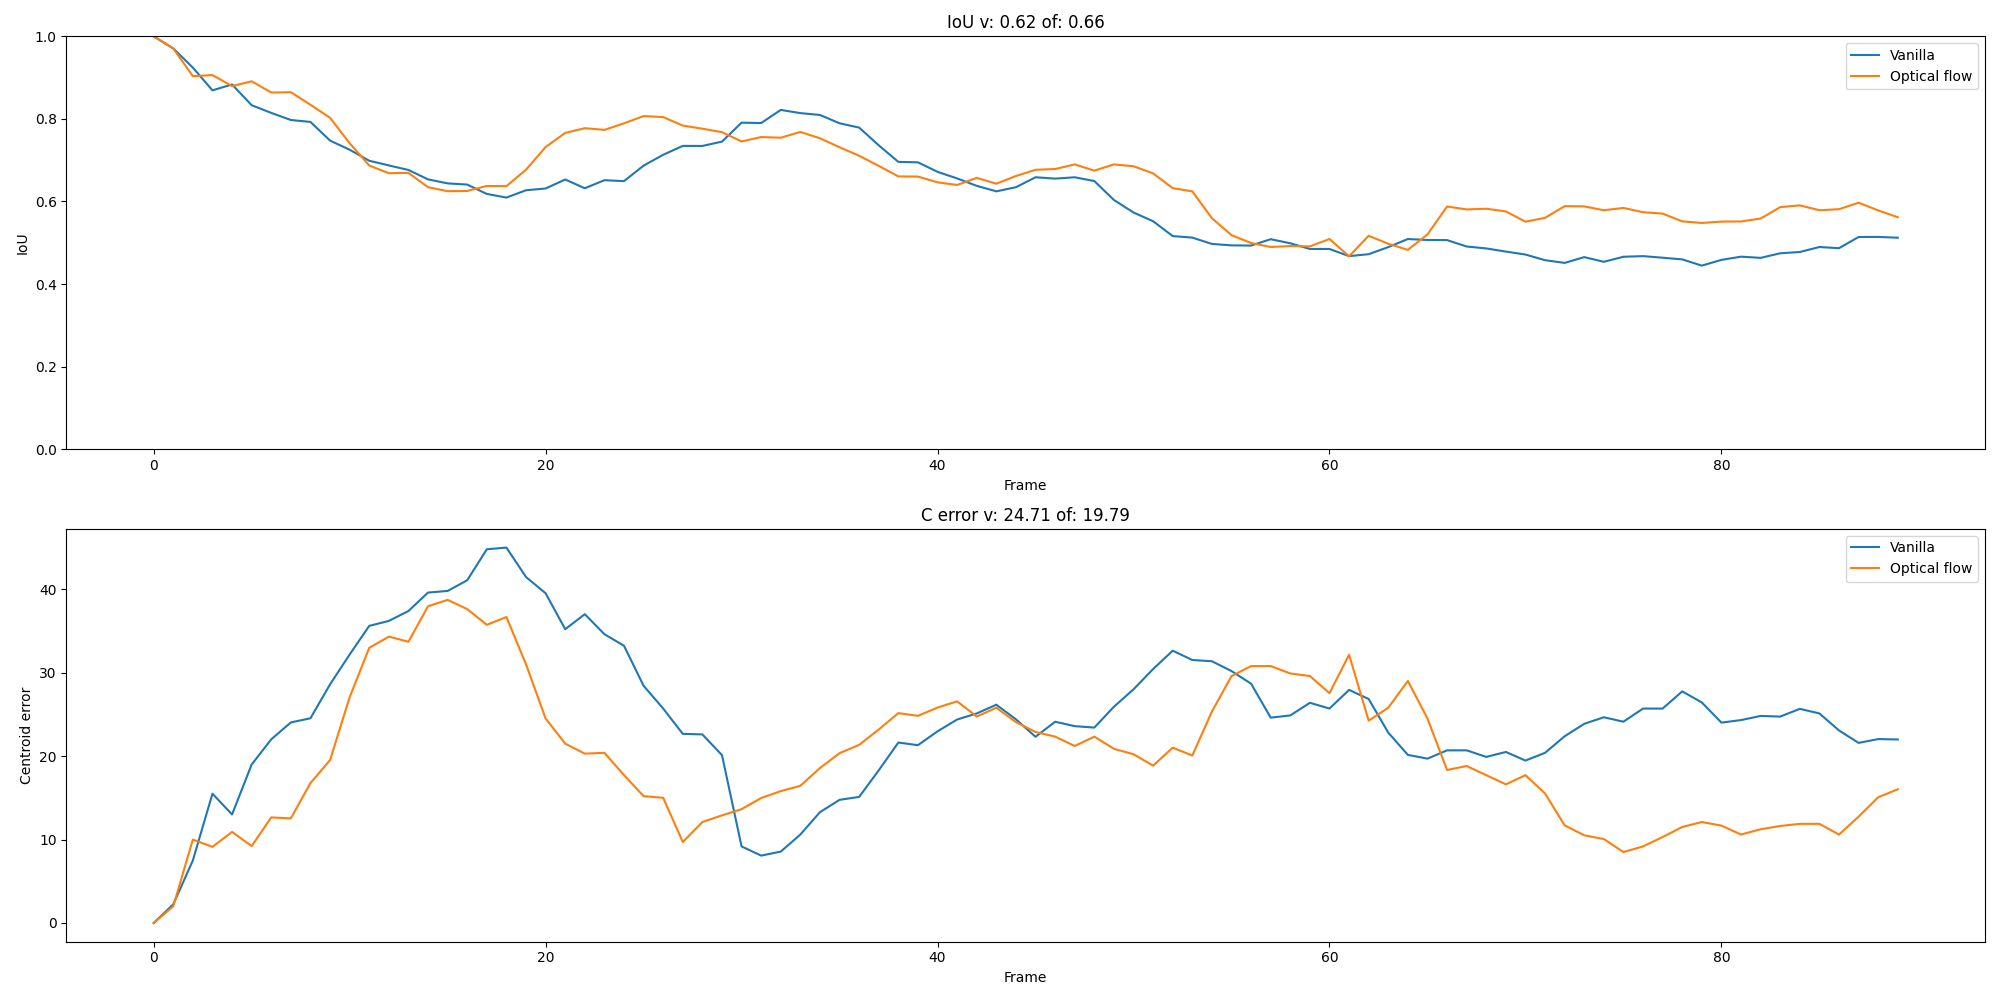 IoU v: 0.62 of: 0.66
1.0
0.8
0.6
0.4
0.2
0.0
IoU
Vanilla
Optical flow
0 20 40 60 80
Frame
C error v: 24.71 of: 19.79
40
30
20
10
0
Centroid error
Vanilla
Optical flow
0 20 40 60 80
Frame